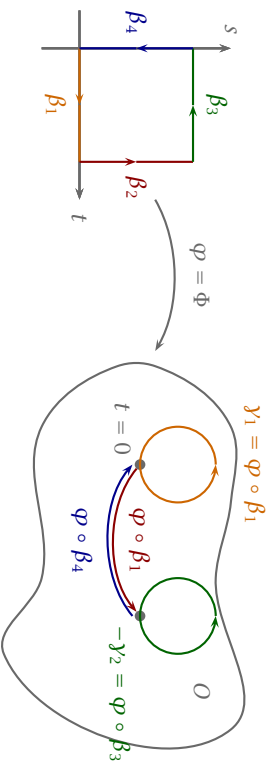 s
β₄
β₃
β₁
β₂
t
φ = Φ
γ₁ = φ ∘ β₁
t = 0
φ ∘ β₁
φ ∘ β₄
O
−γ₂ = φ ∘ β₃